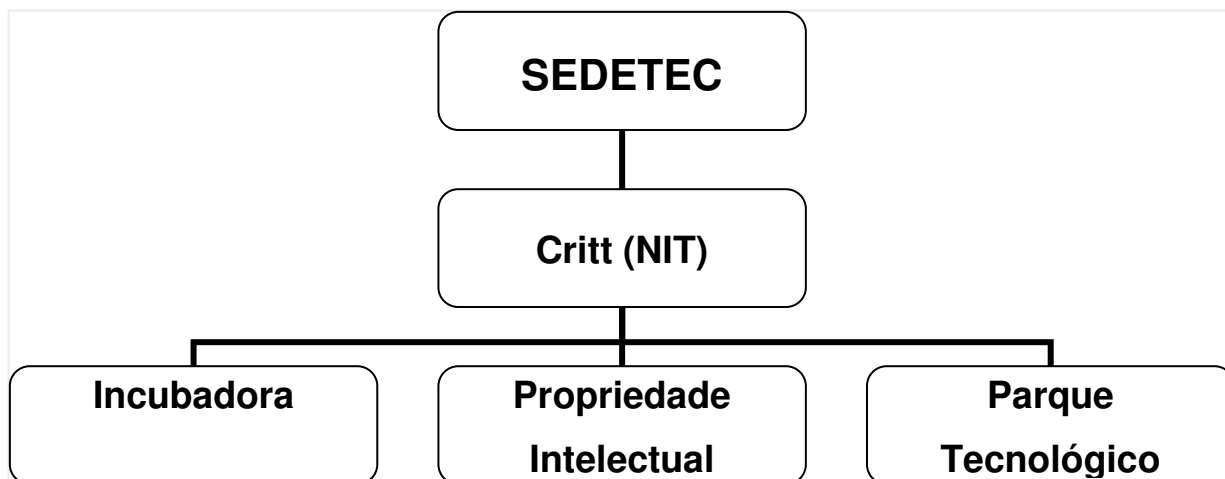 SEDETEC
Critt (NIT)
Incubadora
Propriedade
Intelectual
Parque
Tecnológico